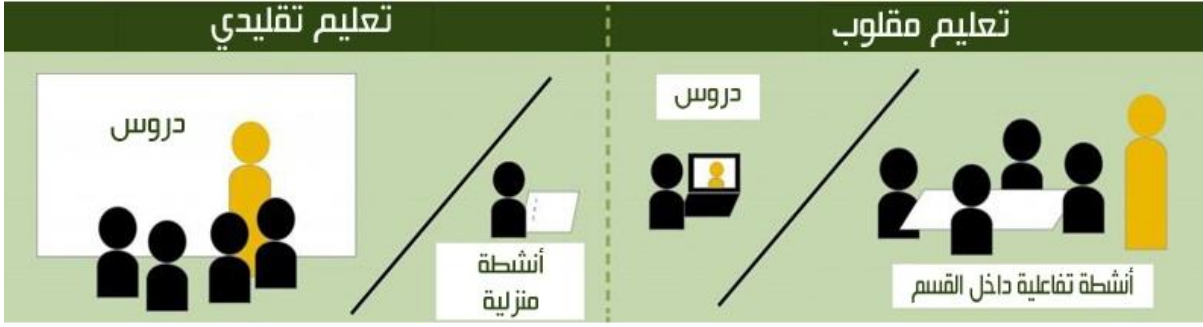 تعليم مقلوب
تعليم تقليدي
دروس
أنشطة تفاعلية داخل القسم
دروس
أنشطة
منزلية